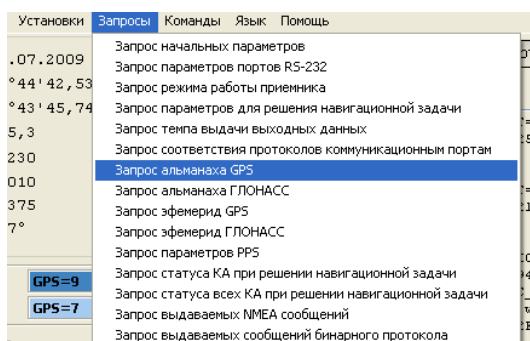 Установки Запросы Команды Язык Помощь
Запрос начальных параметров
.07.2009
Запрос параметров портов RS-232
°44'42,53
Запрос режима работы приемника
°43'45,74
Запрос параметров для решения навигационной задачи
5,3
Запрос темпа выдачи выходных данных
230
Запрос соответствия протоколов коммуникационным портам
010
Запрос альманаха GPS
375
Запрос альманаха ГЛОНАСС
7°
Запрос эфемерид GPS
Запрос эфемерид ГЛОНАСС
Запрос параметров PPS
GPS=9
Запрос статуса КА при решении навигационной задачи
Запрос статуса всех КА при решении навигационной задачи
GPS=7
Запрос выдаваемых NMEA сообщений
Запрос выдаваемых сообщений бинарного протокола